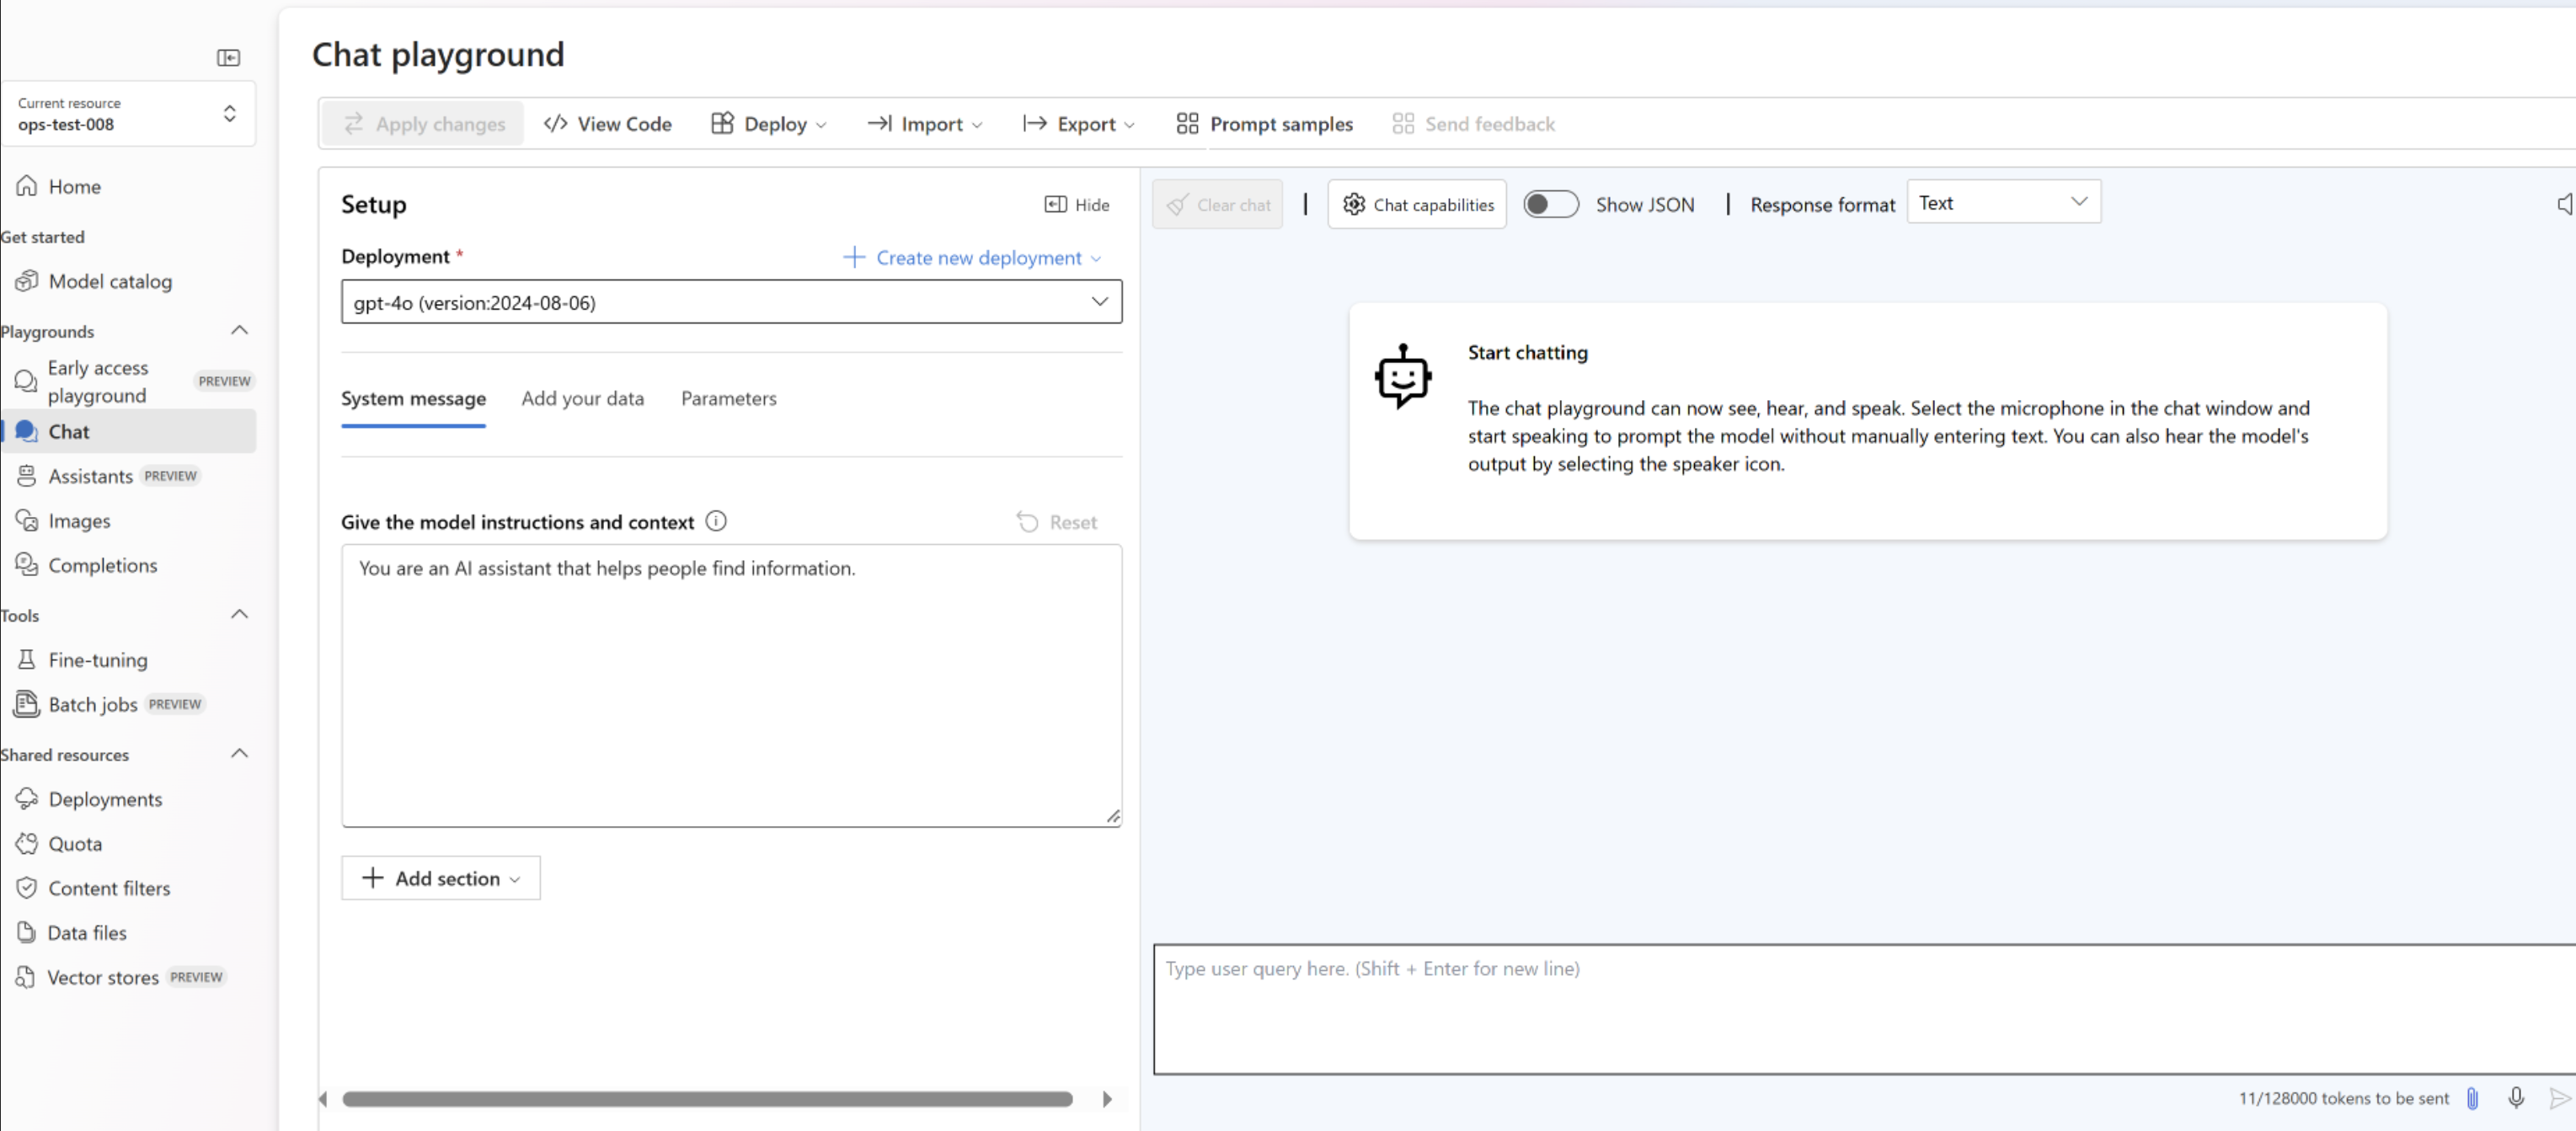 Current resource
ops-test-008
Home
Get started
Model catalog
Playgrounds
Early access
playground
PREVIEW
Chat
Assistants PREVIEW
Images
Completions
Tools
Fine-tuning
Batch jobs PREVIEW
Shared resources
Deployments
Quota
Content filters
Data files
Vector stores PREVIEW
Chat playground
Apply changes </> View Code Deploy Import Export Prompt samples Send feedback
Setup Hide
Deployment * + Create new deployment
gpt-4o (version:2024-08-06)
System message Add your data Parameters
Give the model instructions and context Reset
You are an AI assistant that helps people find information.
+ Add section
Clear chat | Chat capabilities Show JSON | Response format Text
Start chatting
The chat playground can now see, hear, and speak. Select the microphone in the chat window and
start speaking to prompt the model without manually entering text. You can also hear the model's
output by selecting the speaker icon.
Type user query here. (Shift + Enter for new line)
11/128000 tokens to be sent